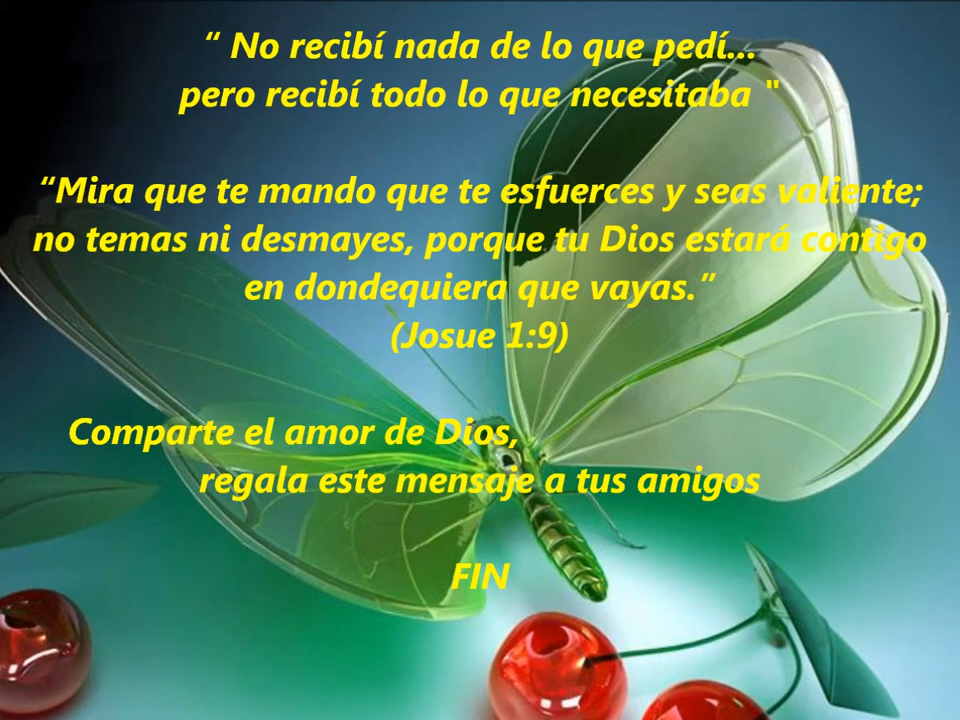 “ No recibí nada de lo que pedí...
pero recibí todo lo que necesitaba "
“Mira que te mando que te esfuerces y seas valiente;
no temas ni desmayes, porque tu Dios estará contigo
en dondequiera que vayas.”
(Josue 1:9)
Comparte el amor de Dios,
regala este mensaje a tus amigos
FIN